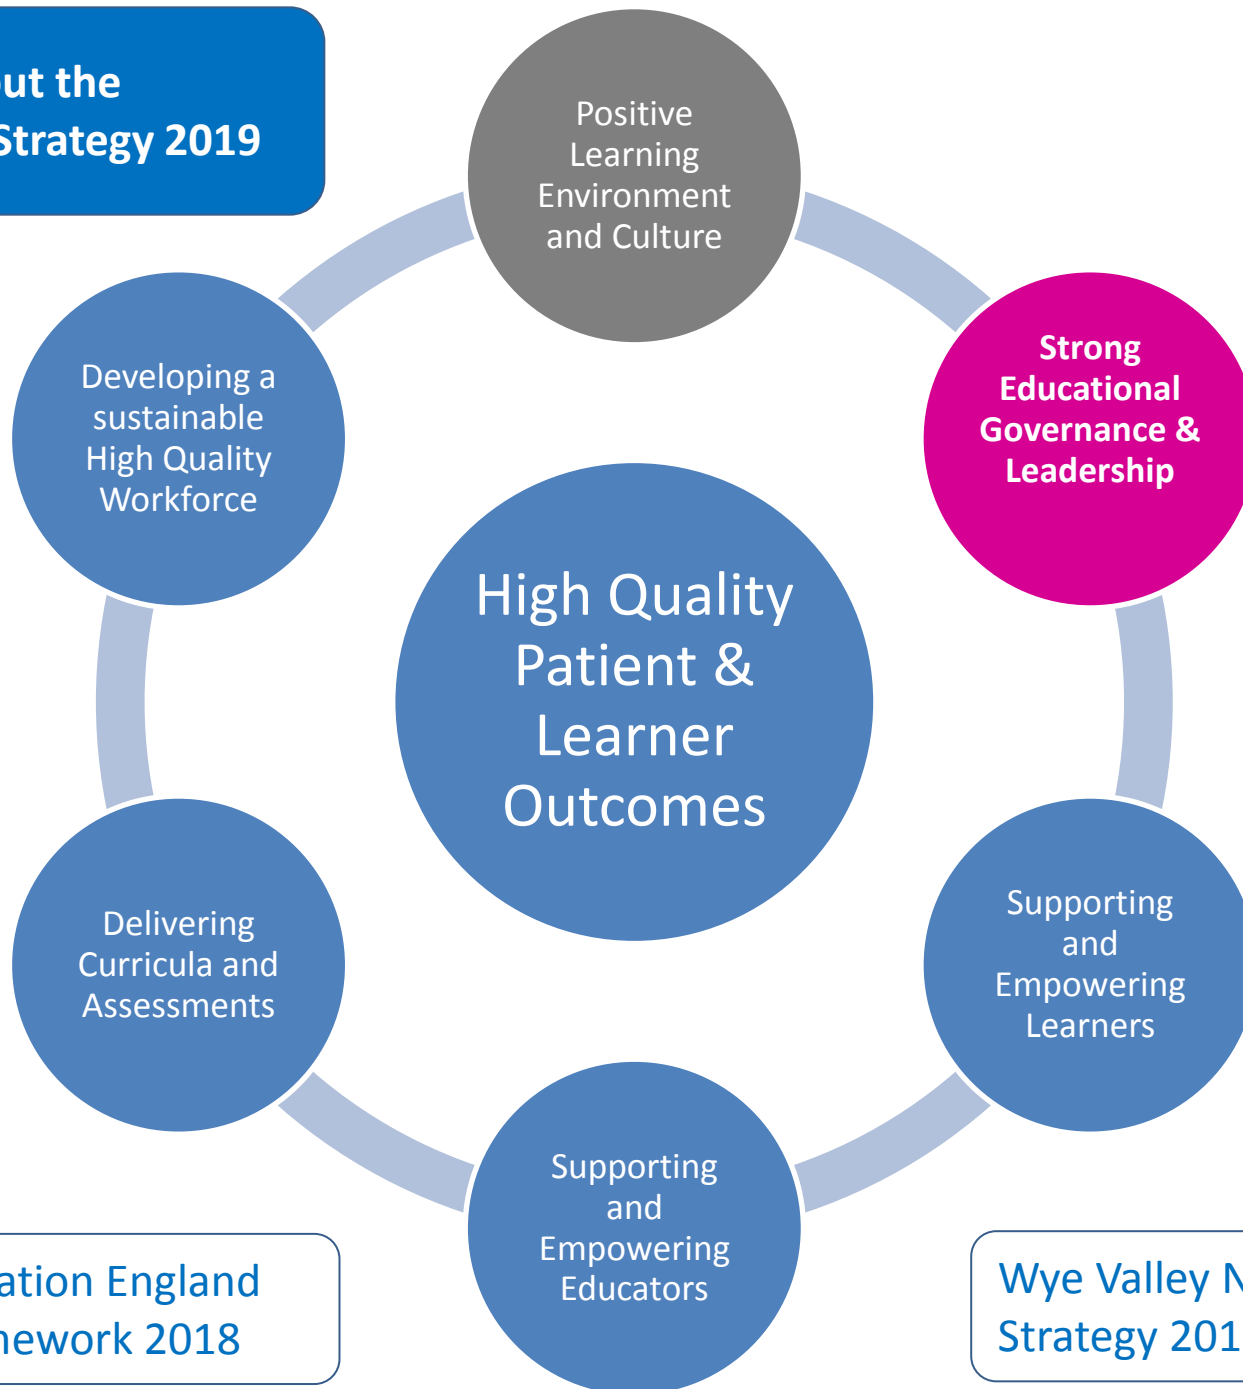 out the
Strategy 2019
Positive
Learning
Environment
and Culture
Strong
Educational
Governance &
Leadership
Developing a
sustainable
High Quality
Workforce
High Quality
Patient &
Learner
Outcomes
Supporting
and
Empowering
Learners
Delivering
Curricula and
Assessments
Supporting
and
Empowering
Educators
ation England
nework 2018
Wye Valley N
Strategy 201